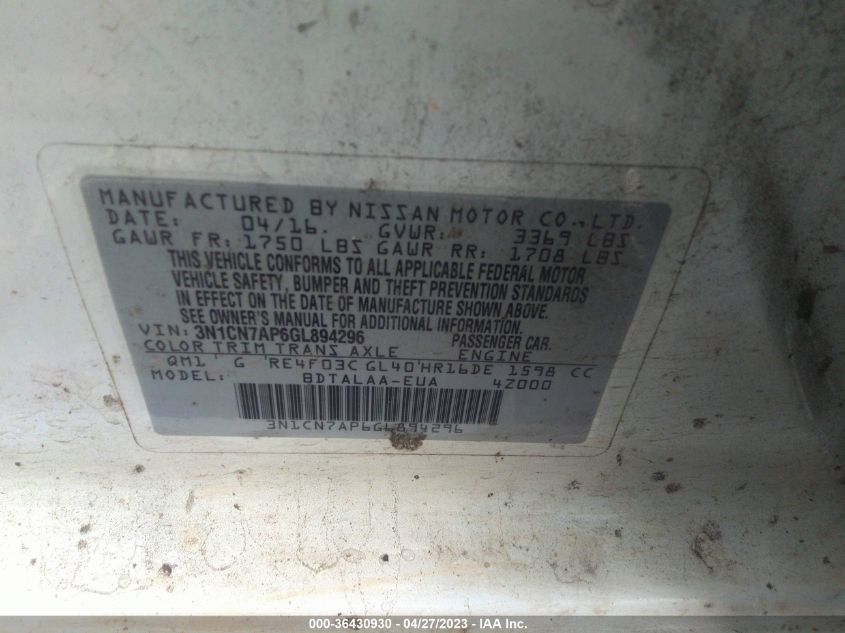 MANUFACTURED BY NISSAN MOTOR CO.,LTD.
DATE: 04/16. GVWR: 3369 LBS
GAWR FR: 1750 LBS GAWR RR: 1708 LBS
THIS VEHICLE CONFORMS TO ALL APPLICABLE FEDERAL MOTOR
VEHICLE SAFETY, BUMPER AND THEFT PREVENTION STANDARDS
IN EFFECT ON THE DATE OF MANUFACTURE SHOWN ABOVE.
SEE OWNER'S MANUAL FOR ADDITIONAL INFORMATION.
VIN: 3N1CN7AP6GL894296 PASSENGER CAR.
COLOR TRIM TRANS AXLE ENGINE
QM1 G RE4F03C GL40 HR16DE 1598 CC
MODEL: BDTALAA-EUA 4Z000
3N1CN7AP6GL894296
000-36430930 - 04/27/2023 - IAA Inc.